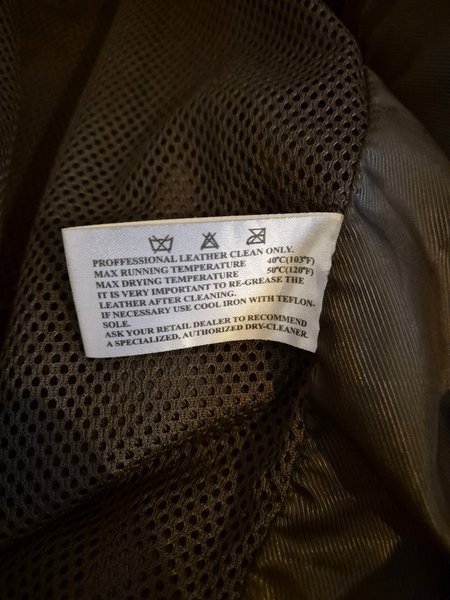 PROFFESSIONAL LEATHER CLEAN ONLY.
MAX RUNNING TEMPERATURE 40°C(103°F)
MAX DRYING TEMPERATURE 50°C(120°F)
IT IS VERY IMPORTANT TO RE-GREASE THE
LEATHER AFTER CLEANING.
IF NECESSARY USE COOL IRON WITH TEFLON-
SOLE.
ASK YOUR RETAIL DEALER TO RECOMMEND
A SPECIALIZED, AUTHORIZED DRY-CLEANER.